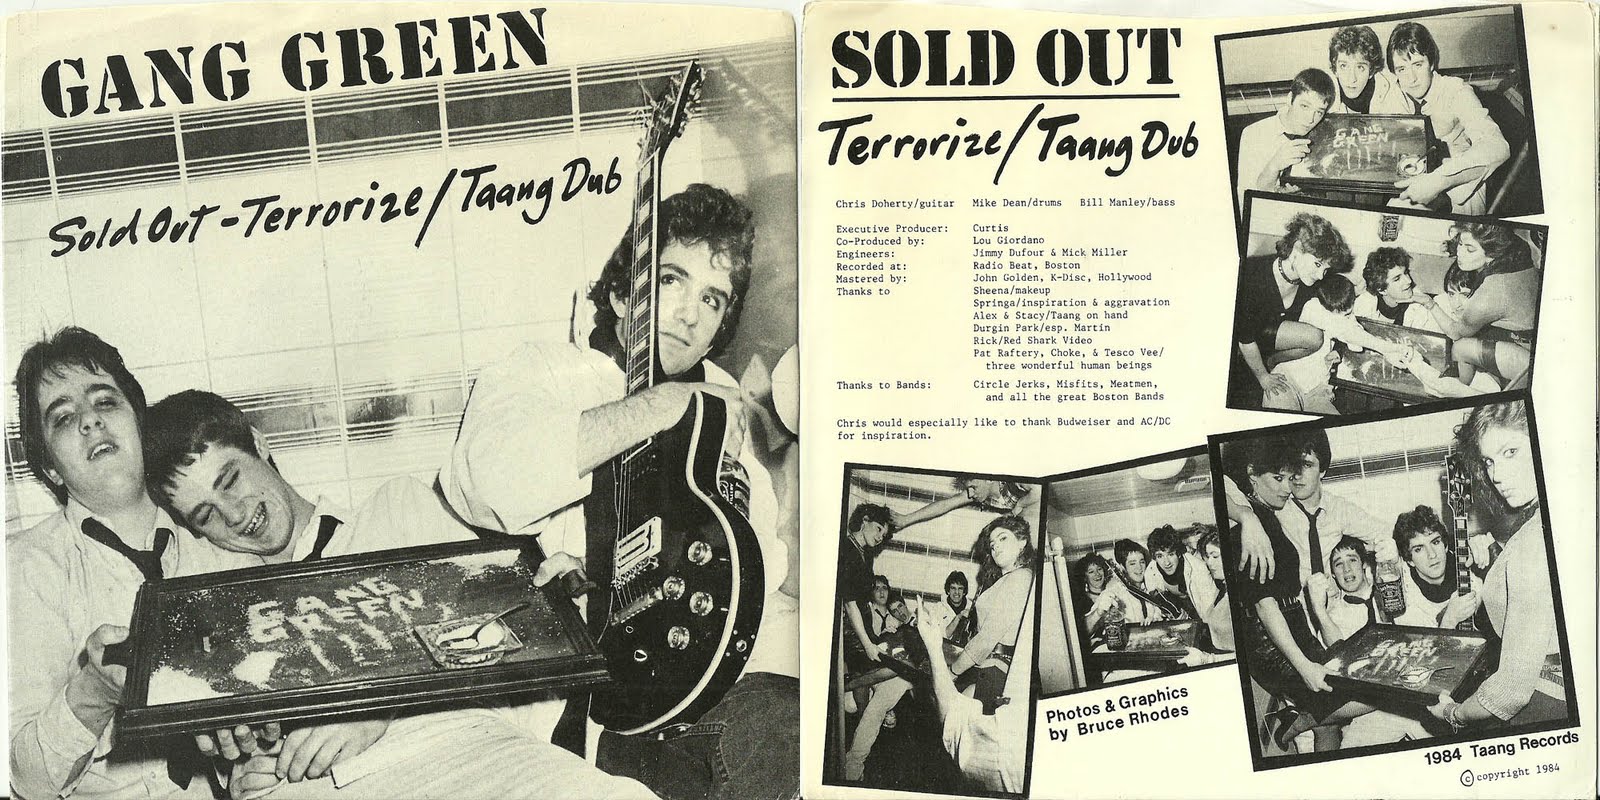 GANG GREEN
Sold Out - Terrorize/Taang Dub
GANG
GREEN
SOLD OUT
Terrorize/Taang Dub
Chris Doherty/guitar Mike Dean/drums Bill Manley/bass
Executive Producer: Curtis
Co-Produced by: Lou Giordano
Engineers: Jimmy Dufour & Mick Miller
Recorded at: Radio Beat, Boston
Mastered by: John Golden, K-Disc, Hollywood
Thanks to Sheena/makeup
Springa/inspiration & aggravation
Alex & Stacy/Taang on hand
Durgin Park/esp. Martin
Rick/Red Shark Video
Pat Raftery, Choke, & Tesco Vee/
three wonderful human beings
Thanks to Bands: Circle Jerks, Misfits, Meatmen,
and all the great Boston Bands
Chris would especially like to thank Budweiser and AC/DC
for inspiration.
GANG
GREEN
GANG
GREEN
Photos & Graphics
by Bruce Rhodes
1984 Taang Records
© copyright 1984